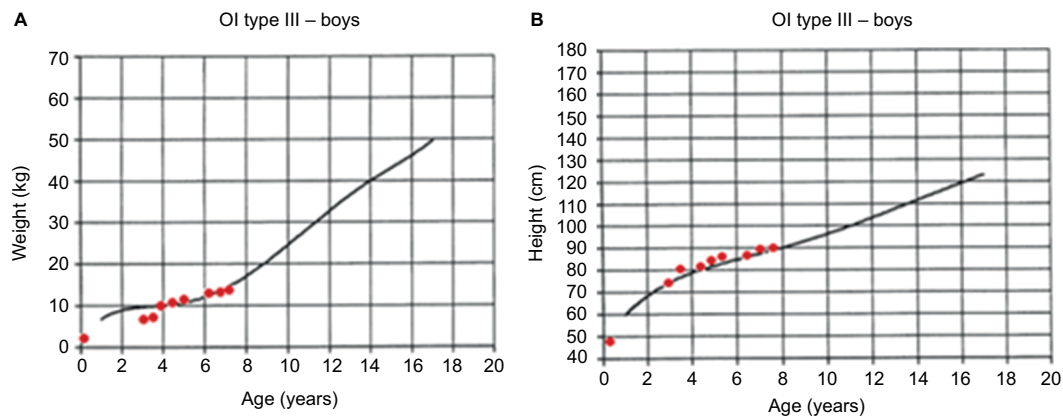 A
OI type III – boys
70
60
50
40
30
20
10
0
Weight (kg)
0 2 4 6 8 10 12 14 16 18 20
Age (years)
B
OI type III – boys
180
170
160
150
140
130
120
110
100
90
80
70
60
50
40
Height (cm)
0 2 4 6 8 10 12 14 16 18 20
Age (years)